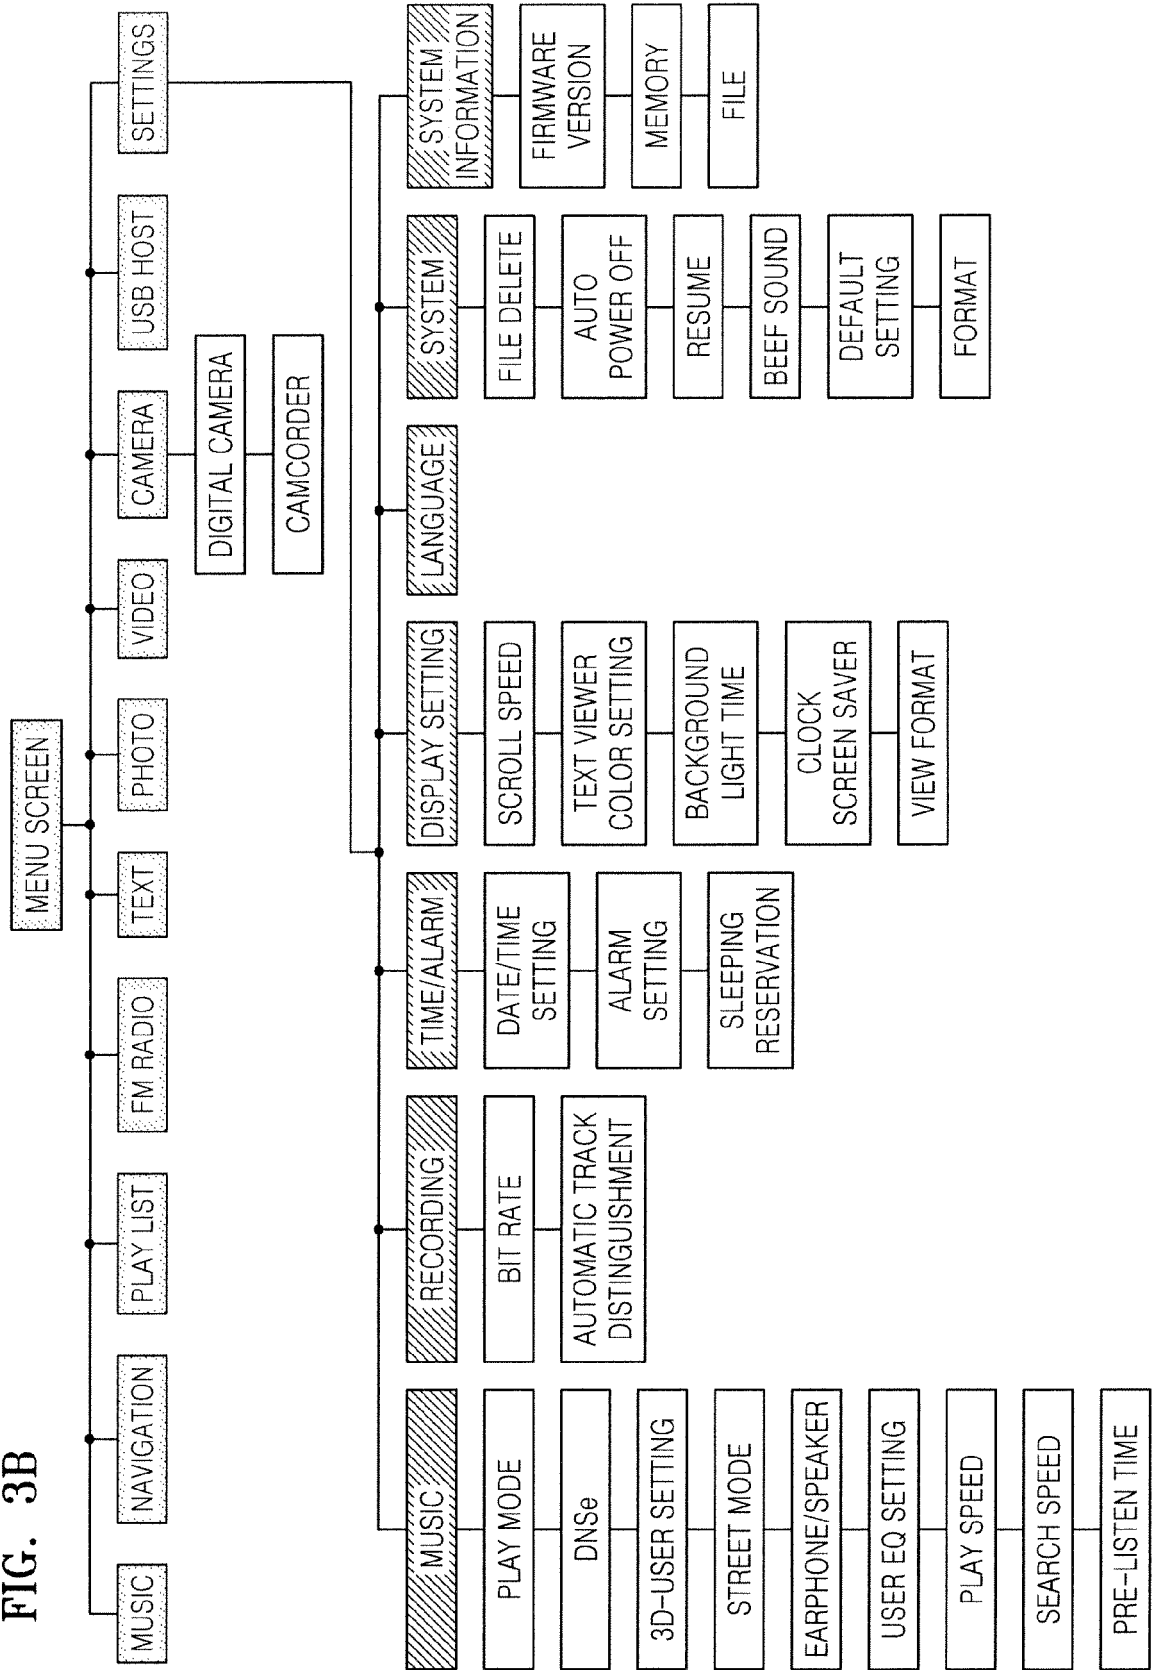 FIG. 3B
MENU SCREEN
MUSIC
NAVIGATION
PLAY LIST
FM RADIO
TEXT
PHOTO
VIDEO
CAMERA
USB HOST
SETTINGS
DIGITAL CAMERA
CAMCORDER
MUSIC
PLAY MODE
DNSe
3D-USER SETTING
STREET MODE
EARPHONE/SPEAKER
USER EQ SETTING
PLAY SPEED
SEARCH SPEED
PRE-LISTEN TIME
RECORDING
BIT RATE
AUTOMATIC TRACK
DISTINGUISHMENT
TIME/ALARM
DATE/TIME
SETTING
ALARM
SETTING
SLEEPING
RESERVATION
DISPLAY SETTING
SCROLL SPEED
TEXT VIEWER
COLOR SETTING
BACKGROUND
LIGHT TIME
CLOCK
SCREEN SAVER
VIEW FORMAT
LANGUAGE
SYSTEM
FILE DELETE
AUTO
POWER OFF
RESUME
BEEF SOUND
DEFAULT
SETTING
FORMAT
SYSTEM
INFORMATION
FIRMWARE
VERSION
MEMORY
FILE